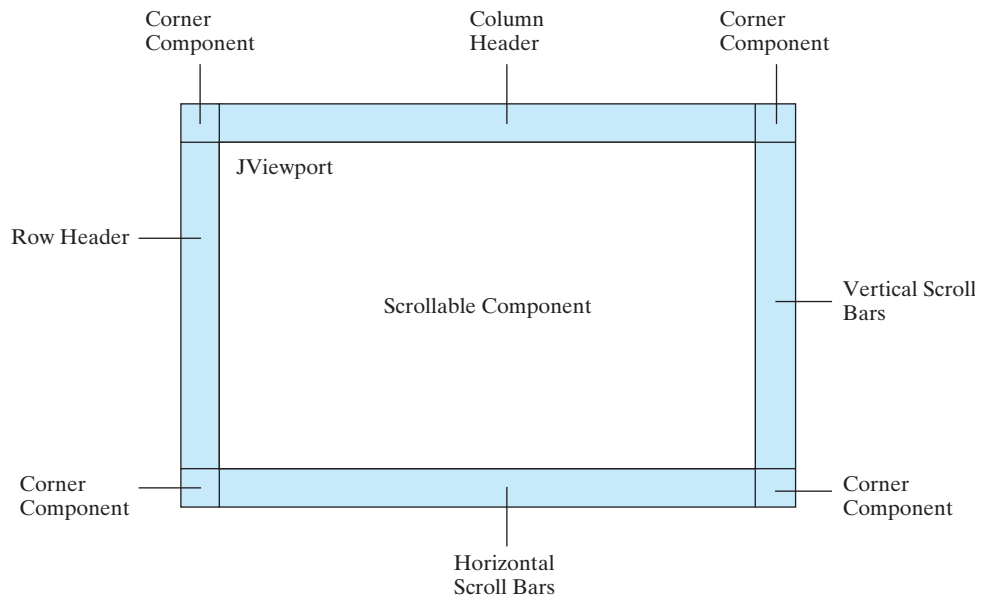 Corner
Component
Column
Header
Corner
Component
JViewport
Row Header
Scrollable Component
Vertical Scroll
Bars
Corner
Component
Corner
Component
Horizontal
Scroll Bars